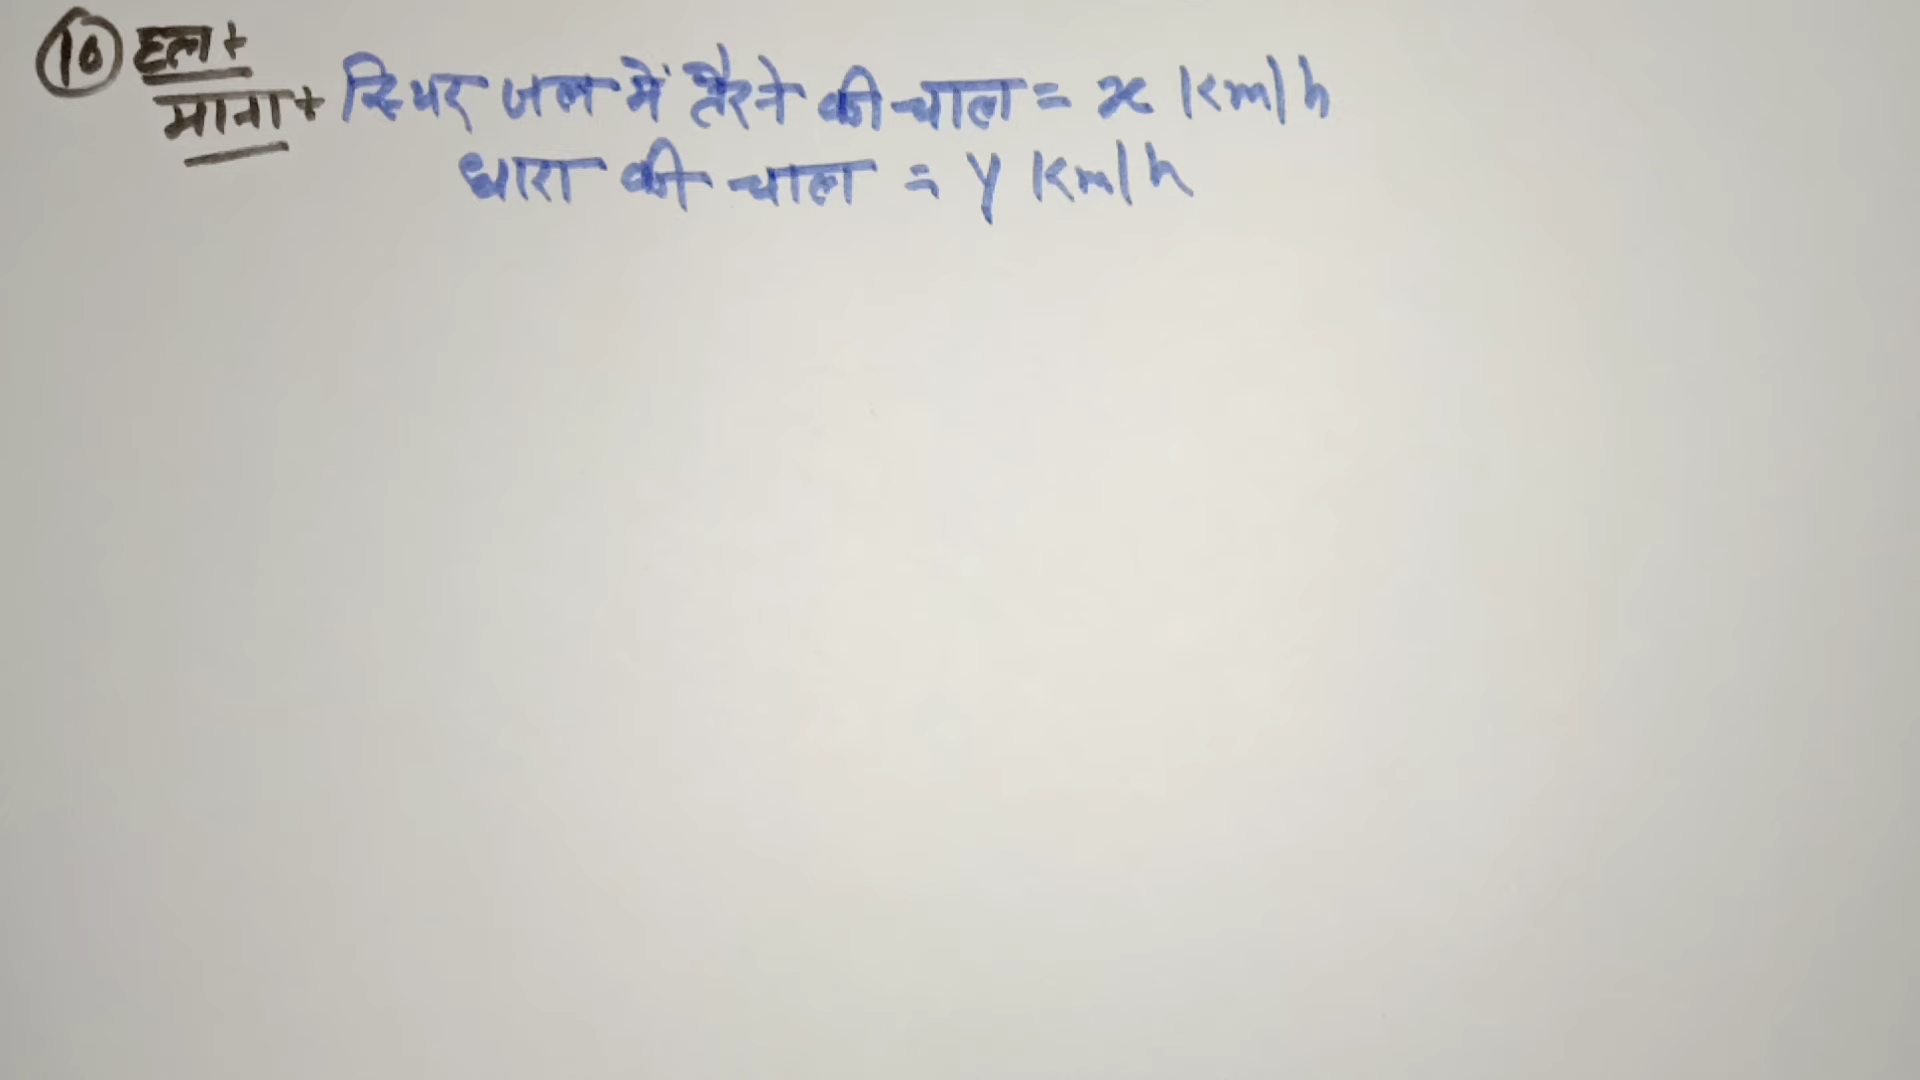 (10) हल +
माना + स्थिर जल में तैरने की चाल = x km/h
धारा की चाल = y km/h